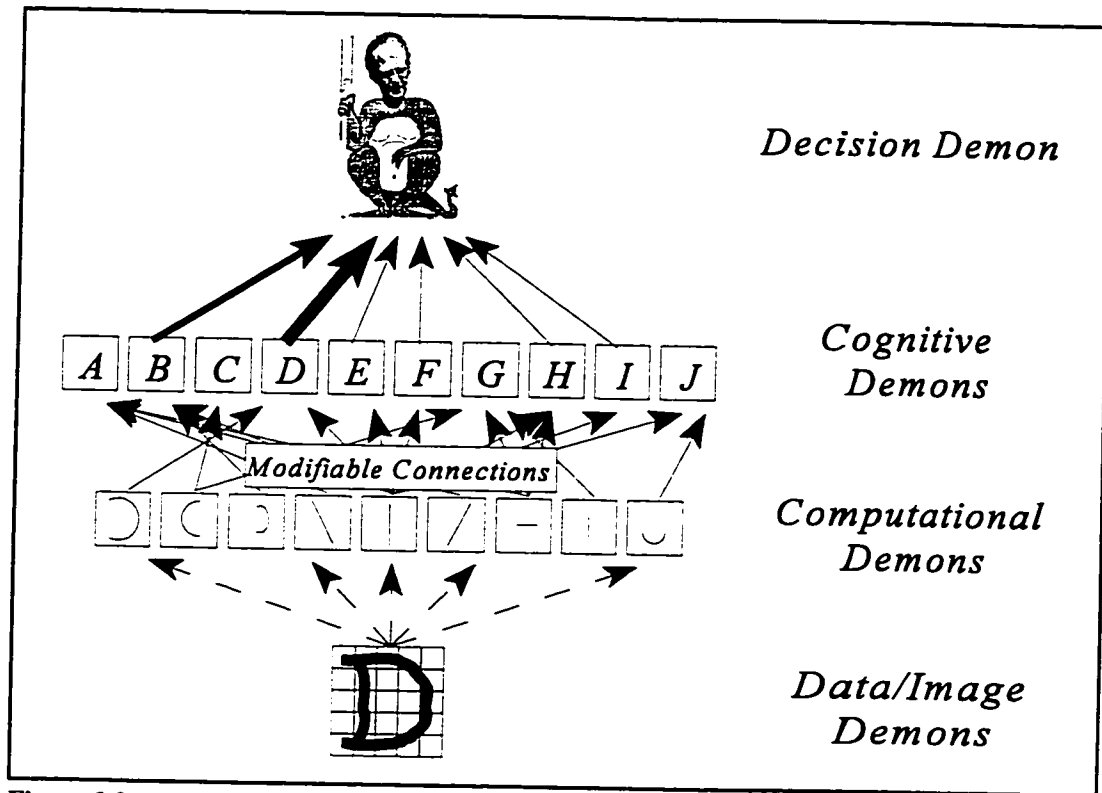 Decision Demon
Cognitive
Demons
A B C D E F G H I J
Modifiable Connections
Computational
Demons
D
Data/Image
Demons